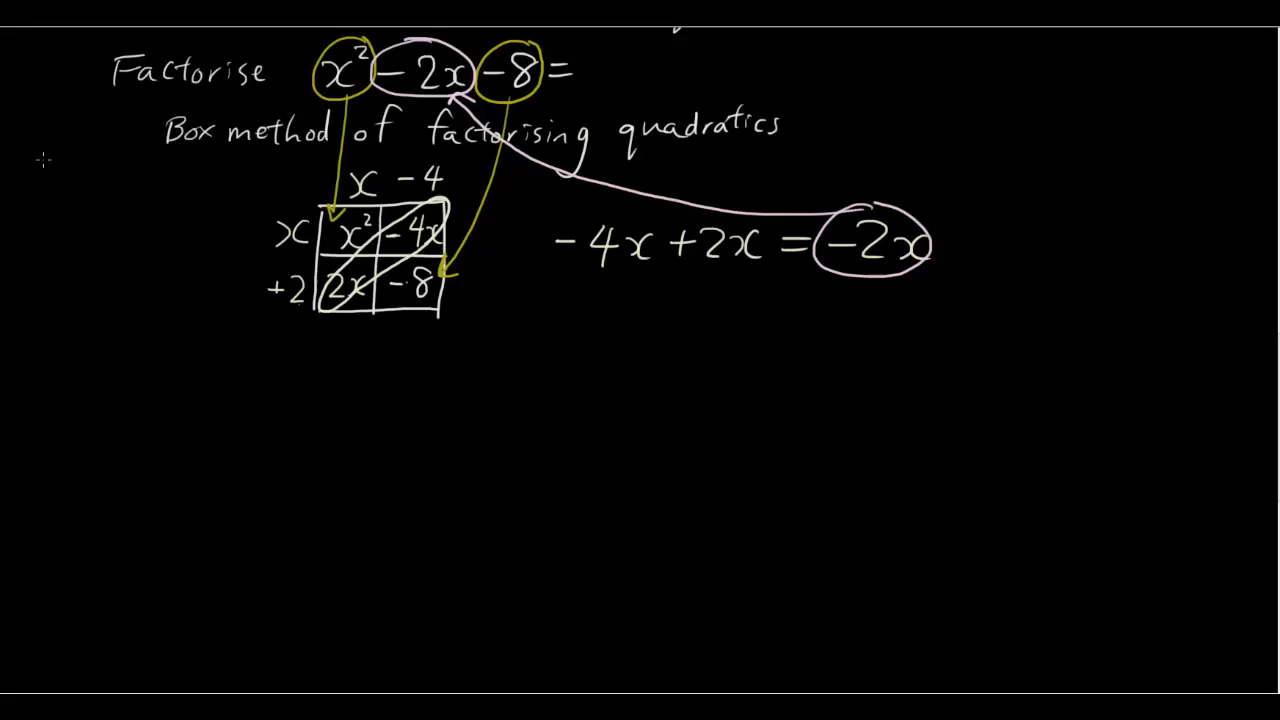 Factorise x² - 2x - 8 =
Box method of factorising quadratics
x - 4
x x² - 4x
- 4x + 2x = - 2x
+2 2x - 8